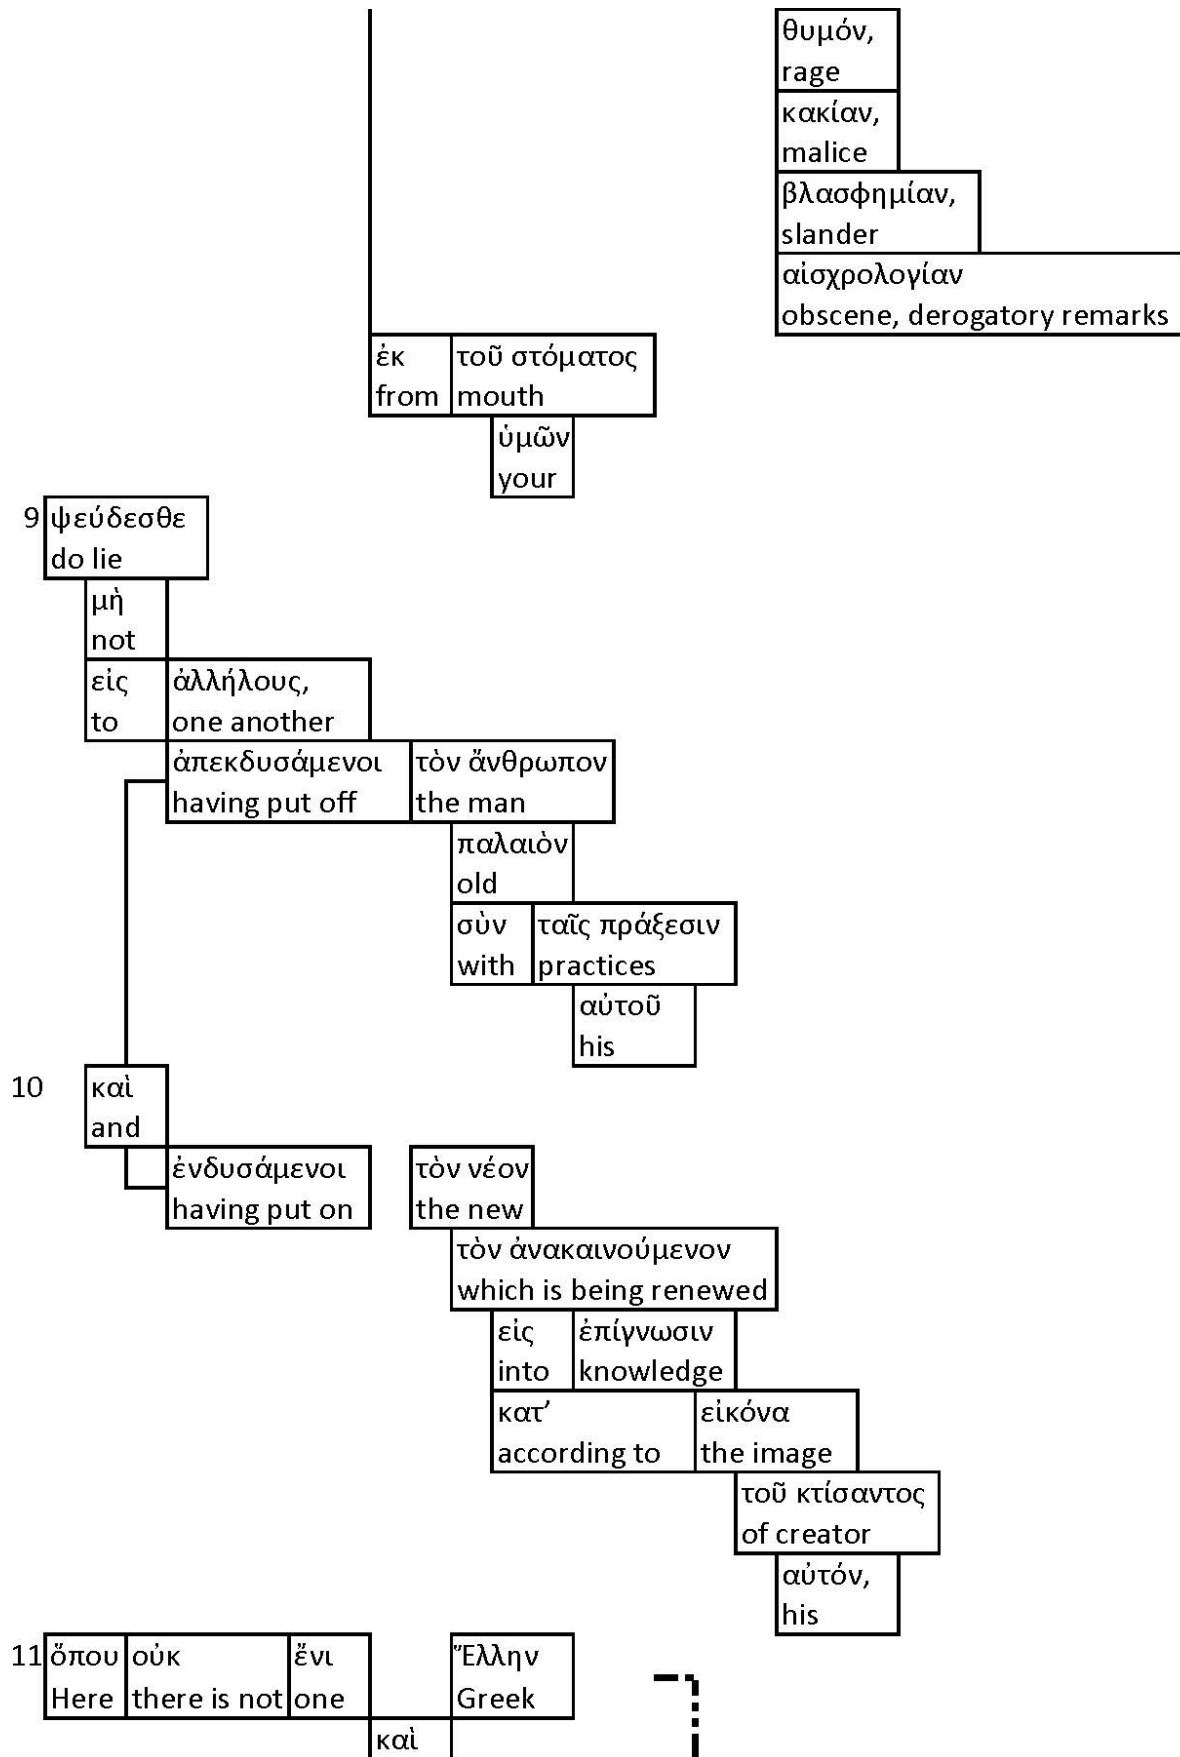 θυμόν,
rage
κακίαν,
malice
βλασφημίαν,
slander
αἰσχρολογίαν
obscene, derogatory remarks
ἐκ τοῦ στόματος
from mouth
ὑμῶν
your
9 ψεύδεσθε
do lie
μὴ
not
εἰς ἀλλήλους,
to one another
ἀπεκδυσάμενοι τὸν ἄνθρωπον
having put off the man
παλαιὸν
old
σὺν ταῖς πράξεσιν
with practices
αὐτοῦ
his
10 καὶ
and
ἐνδυσάμενοι τὸν νέον
having put on the new
τὸν ἀνακαινούμενον
which is being renewed
εἰς ἐπίγνωσιν
into knowledge
κατ’ εἰκόνα
according to the image
τοῦ κτίσαντος
of creator
αὐτόν,
his
11 ὅπου οὐκ ἔνι Ἕλλην
Here there is not one Greek
καὶ